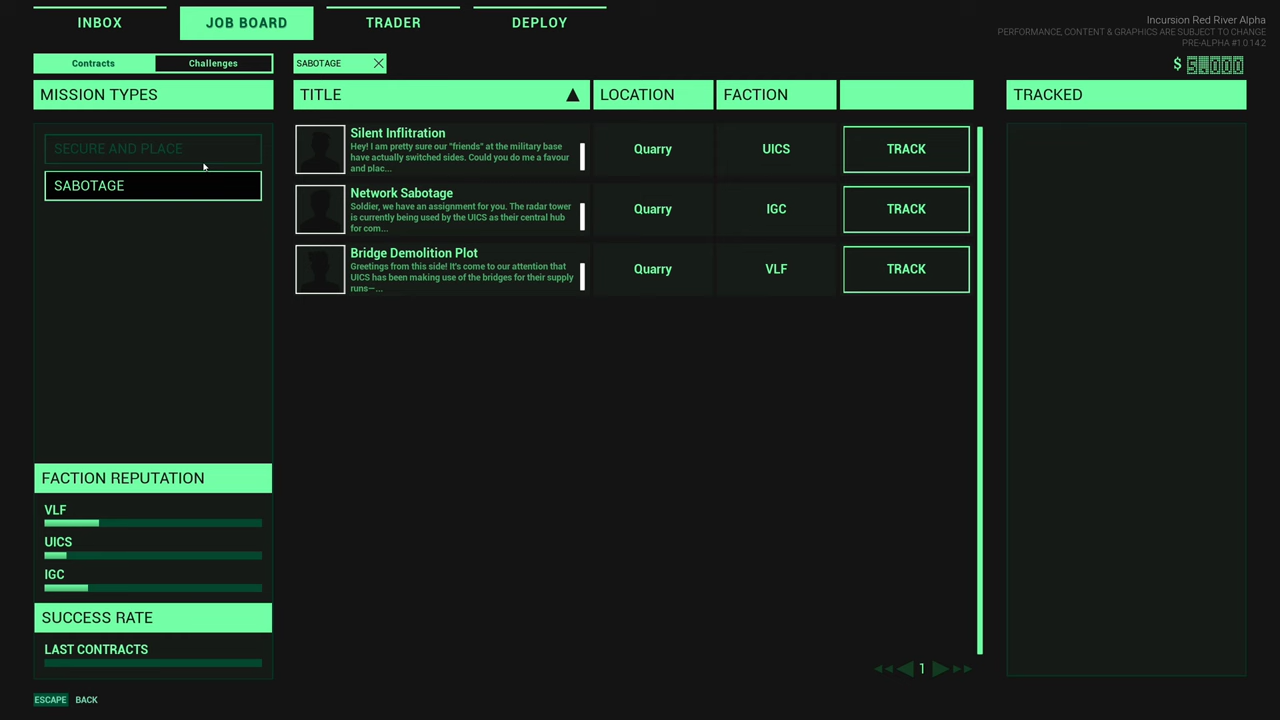 INBOX
JOB BOARD
TRADER
DEPLOY
Incursion Red River Alpha
PERFORMANCE, CONTENT & GRAPHICS ARE SUBJECT TO CHANGE
PRE-ALPHA #1.0.14.2
Contracts
Challenges
SABOTAGE
$
MISSION TYPES
TITLE
LOCATION
FACTION
TRACKED
SECURE AND PLACE
SABOTAGE
Silent Inflitration
Hey! I am pretty sure our "friends" at the military base
have actually switched sides. Could you do me a favour
and plac...
Quarry
UICS
TRACK
Network Sabotage
Soldier, we have an assignment for you. The radar tower
is currently being used by the UICS as their central hub
for com...
Quarry
IGC
TRACK
Bridge Demolition Plot
Greetings from this side! It's come to our attention that
UICS has been making use of the bridges for their supply
runs—...
Quarry
VLF
TRACK
FACTION REPUTATION
VLF
UICS
IGC
SUCCESS RATE
LAST CONTRACTS
1
ESCAPE
BACK